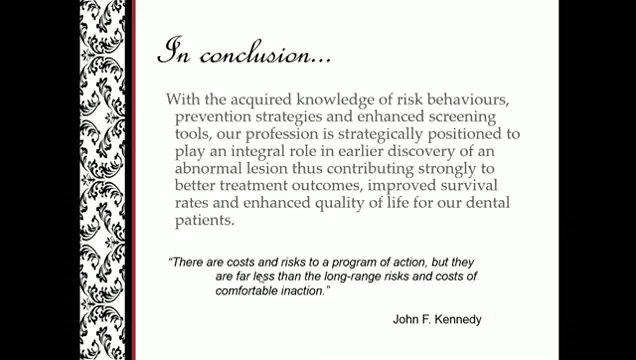 In conclusion...
With the acquired knowledge of risk behaviours,
prevention strategies and enhanced screening
tools, our profession is strategically positioned to
play an integral role in earlier discovery of an
abnormal lesion thus contributing strongly to
better treatment outcomes, improved survival
rates and enhanced quality of life for our dental
patients.
“There are costs and risks to a program of action, but they
are far less than the long-range risks and costs of
comfortable inaction.”
John F. Kennedy